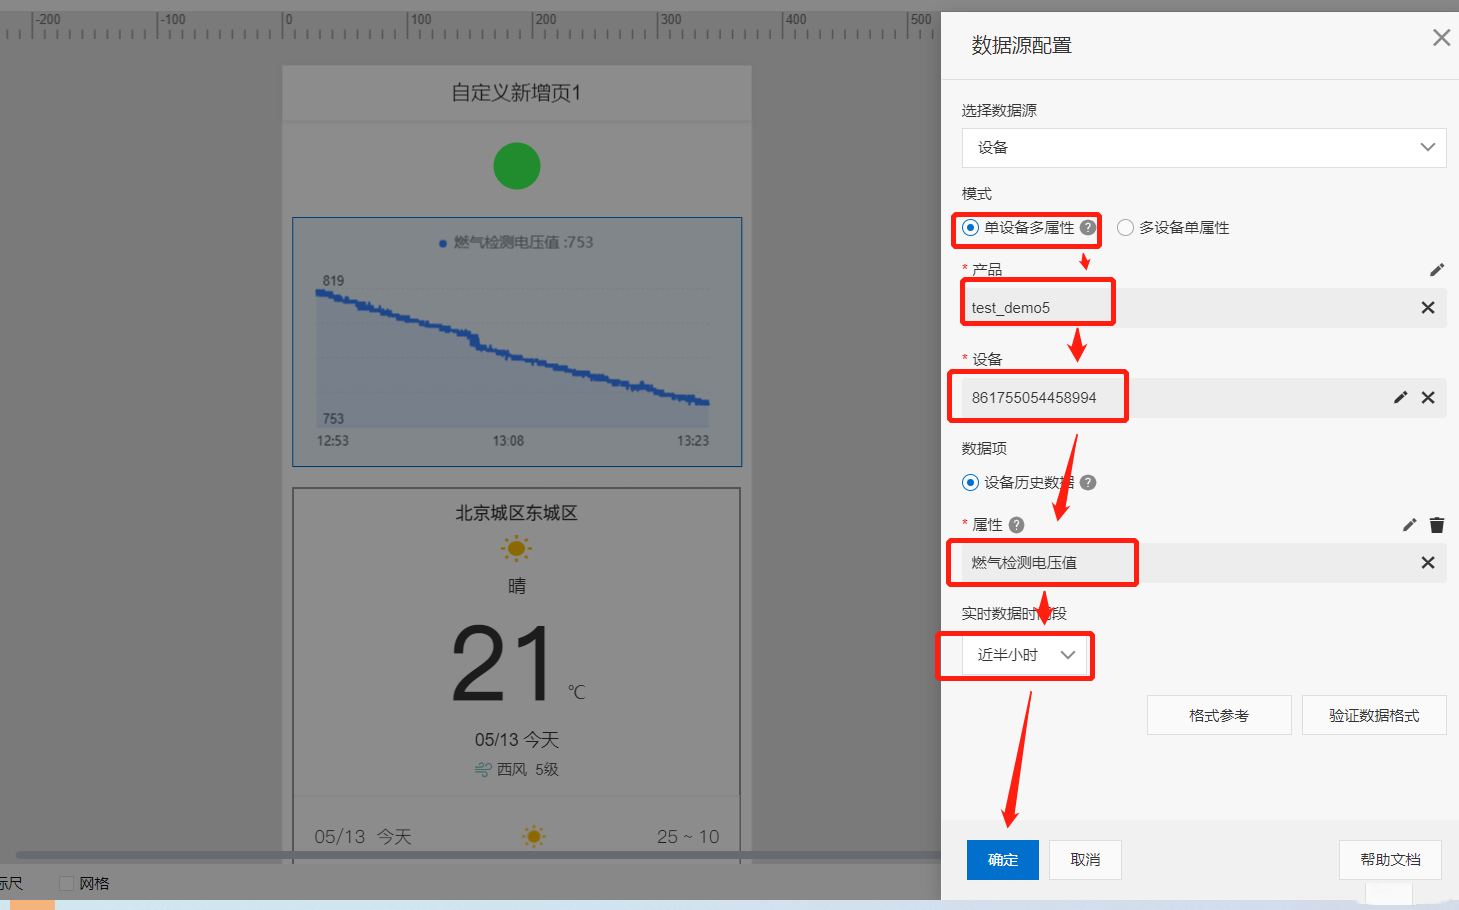 -200
-100
0
100
200
300
400
500
自定义新增页1
燃气检测电压值 :753
819
753
12:53
13:08
13:23
北京城区东城区
晴
21 ℃
05/13 今天
西风 5级
05/13 今天
25 ~ 10
标尺
网格
数据源配置
选择数据源
设备
模式
单设备多属性 ?
多设备单属性
* 产品
test_demo5
* 设备
861755054458994
数据项
设备历史数据 ?
* 属性 ?
燃气检测电压值
实时数据时间段
近半小时
格式参考
验证数据格式
确定
取消
帮助文档